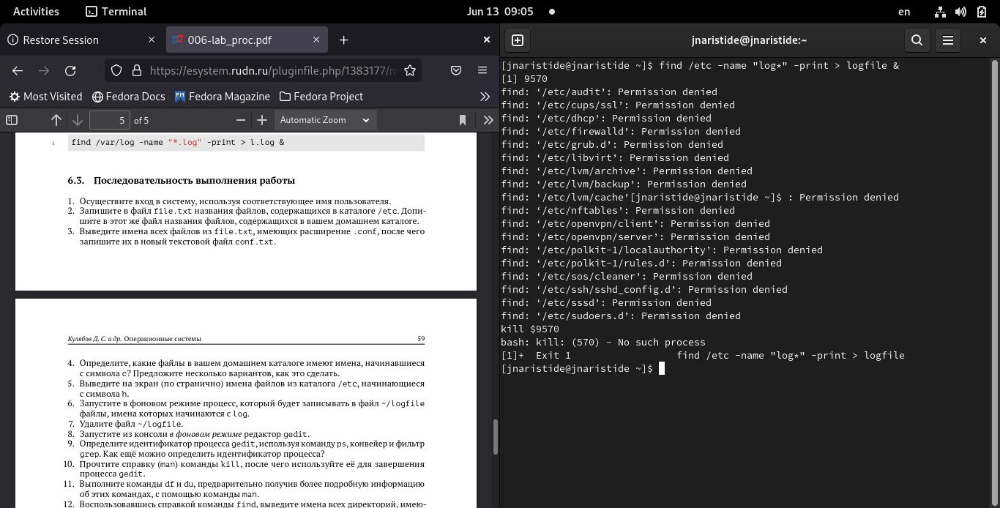 Activities
Terminal
Jun 13 09:05
en
Restore Session
006-lab_proc.pdf
https://esystem.rudn.ru/pluginfile.php/1383177/m
Most Visited
Fedora Docs
Fedora Magazine
Fedora Project
5 of 5
Automatic Zoom
1 find /var/log -name "*.log" -print > l.log &
6.3. Последовательность выполнения работы
1. Осуществите вход в систему, используя соответствующее имя пользователя.
2. Запишите в файл file.txt названия файлов, содержащихся в каталоге /etc. Допи-
шите в этот же файл названия файлов, содержащихся в вашем домашнем каталоге.
3. Выведите имена всех файлов из file.txt, имеющих расширение .conf, после чего
запишите их в новый текстовой файл conf.txt.
Кулябов Д. С. и др. Операционные системы 59
4. Определите, какие файлы в вашем домашнем каталоге имеют имена, начинавшиеся
с символа c? Предложите несколько вариантов, как это сделать.
5. Выведите на экран (по странично) имена файлов из каталога /etc, начинающиеся
с символа h.
6. Запустите в фоновом режиме процесс, который будет записывать в файл ~/logfile
файлы, имена которых начинаются с log.
7. Удалите файл ~/logfile.
8. Запустите из консоли в фоновом режиме редактор gedit.
9. Определите идентификатор процесса gedit, используя команду ps, конвейер и фильтр
grep. Как ещё можно определить идентификатор процесса?
10. Прочтите справку (man) команды kill, после чего используйте её для завершения
процесса gedit.
11. Выполните команды df и du, предварительно получив более подробную информацию
об этих командах, с помощью команды man.
12. Воспользовавшись справкой команды find, выведите имена всех директорий, имею-
jnaristide@jnaristide:~
[jnaristide@jnaristide ~]$ find /etc -name "log*" -print > logfile &
[1] 9570
find: ‘/etc/audit’: Permission denied
find: ‘/etc/cups/ssl’: Permission denied
find: ‘/etc/dhcp’: Permission denied
find: ‘/etc/firewalld’: Permission denied
find: ‘/etc/grub.d’: Permission denied
find: ‘/etc/libvirt’: Permission denied
find: ‘/etc/lvm/archive’: Permission denied
find: ‘/etc/lvm/backup’: Permission denied
find: ‘/etc/lvm/cache’[jnaristide@jnaristide ~]$ : Permission denied
find: ‘/etc/nftables’: Permission denied
find: ‘/etc/openvpn/client’: Permission denied
find: ‘/etc/openvpn/server’: Permission denied
find: ‘/etc/polkit-1/localauthority’: Permission denied
find: ‘/etc/polkit-1/rules.d’: Permission denied
find: ‘/etc/sos/cleaner’: Permission denied
find: ‘/etc/ssh/sshd_config.d’: Permission denied
find: ‘/etc/sssd’: Permission denied
find: ‘/etc/sudoers.d’: Permission denied
kill $9570
bash: kill: (570) - No such process
[1]+  Exit 1                  find /etc -name "log*" -print > logfile
[jnaristide@jnaristide ~]$